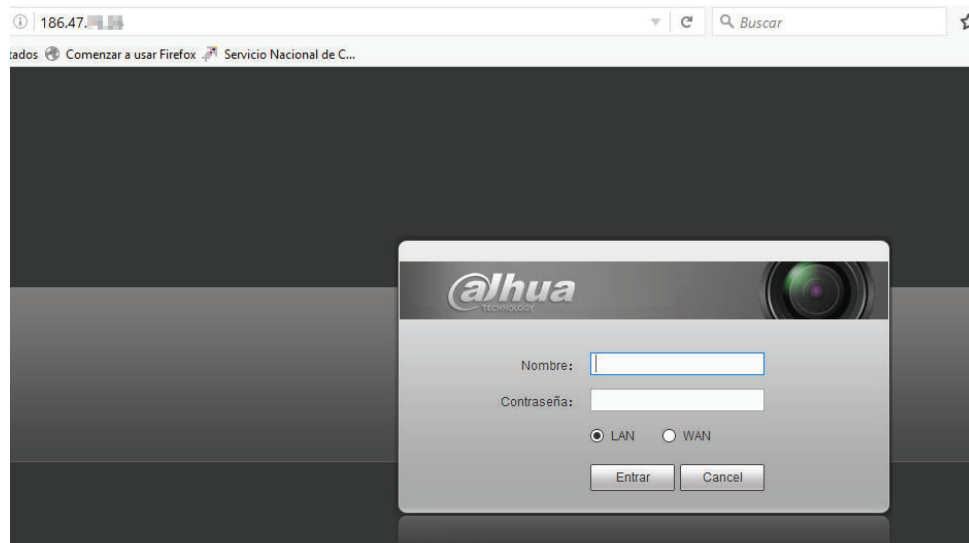 186.47.
Buscar
tados Comenzar a usar Firefox Servicio Nacional de C...
alhua
TECHNOLOGY
Nombre:
Contraseña:
LAN WAN
Entrar Cancel